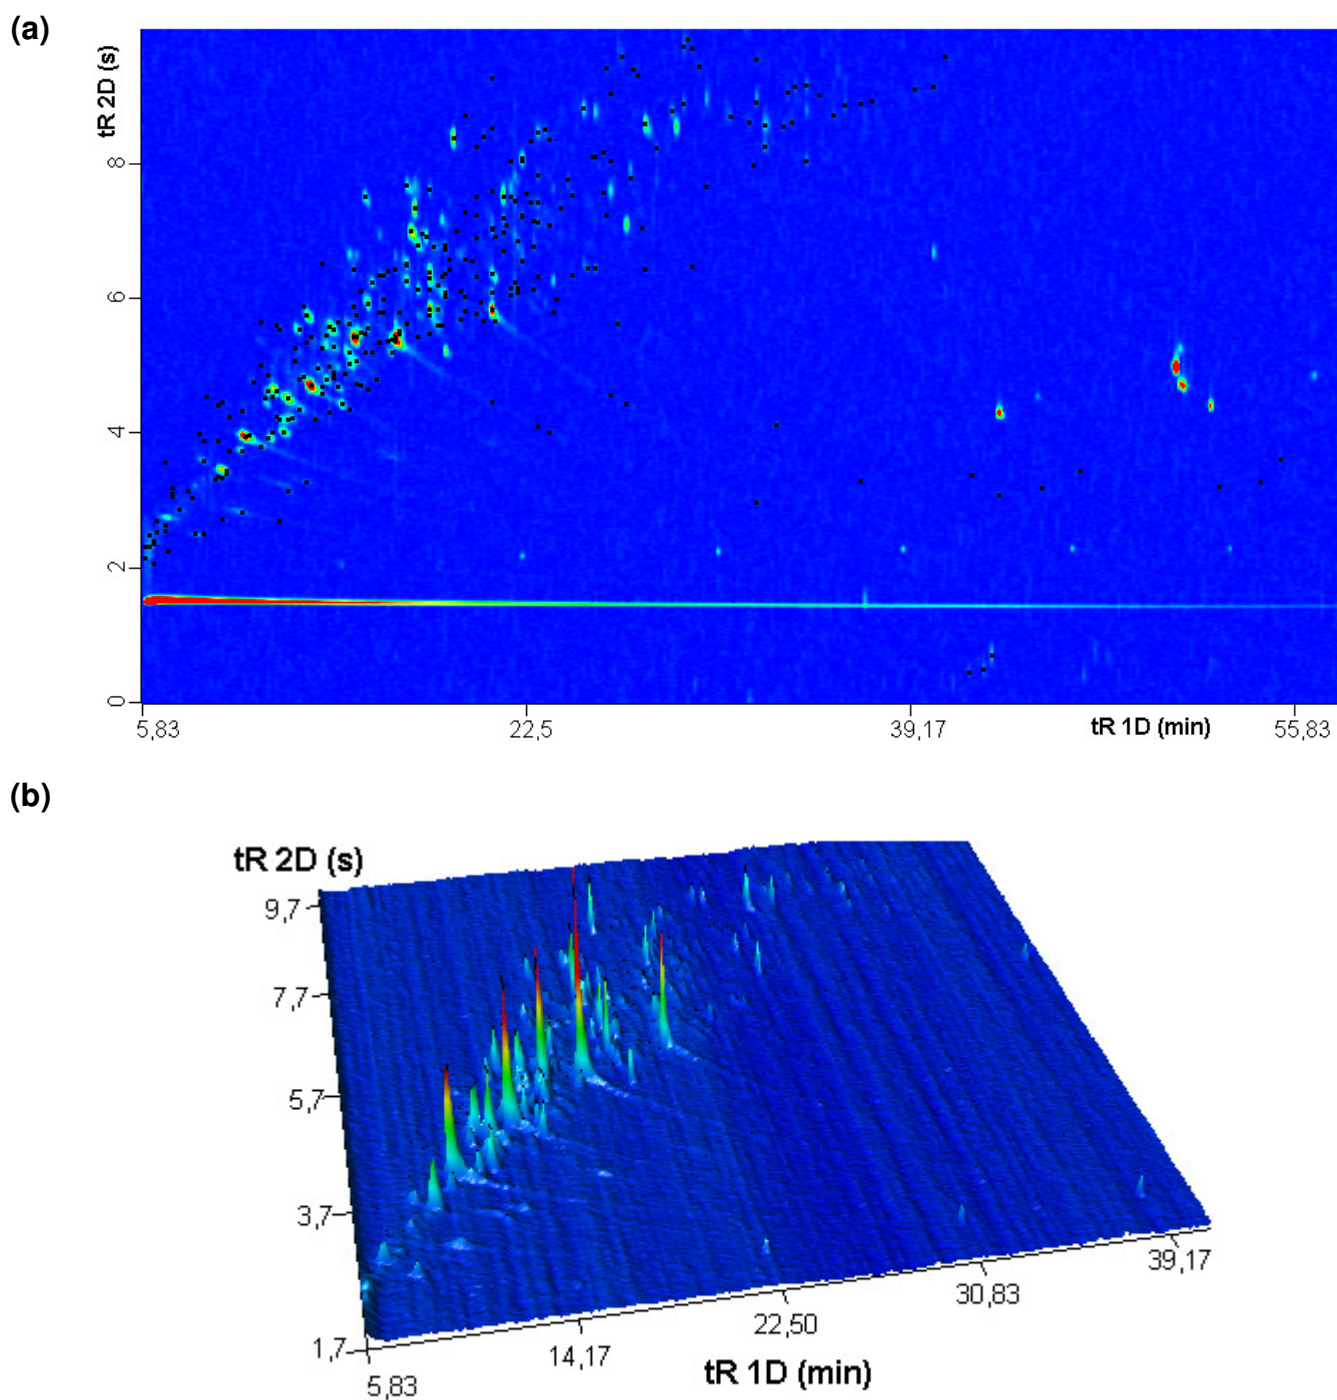 (a)
tR 2D (s)
8
6
4
2
0
5,83 22,5 39,17 tR 1D (min) 55,83
(b)
tR 2D (s)
9,7
7,7
5,7
3,7
1,7
5,83 14,17 22,50 30,83 39,17
tR 1D (min)